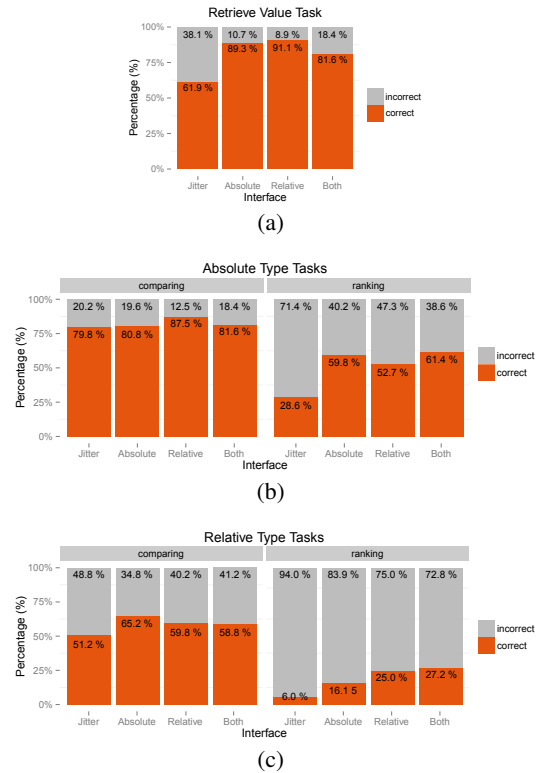 Retrieve Value Task
100%
75%
50%
25%
0%
Percentage (%)
38.1 % 10.7 % 8.9 % 18.4 %
61.9 % 89.3 % 91.1 % 81.6 %
incorrect
correct
Jitter Absolute Relative Both
Interface
(a)
Absolute Type Tasks
comparing ranking
100%
75%
50%
25%
0%
Percentage (%)
20.2 % 19.6 % 12.5 % 18.4 % 71.4 % 40.2 % 47.3 % 38.6 %
79.8 % 80.8 % 87.5 % 81.6 % 28.6 % 59.8 % 52.7 % 61.4 %
incorrect
correct
Jitter Absolute Relative Both Jitter Absolute Relative Both
Interface
(b)
Relative Type Tasks
comparing ranking
100%
75%
50%
25%
0%
Percentage (%)
48.8 % 34.8 % 40.2 % 41.2 % 94.0 % 83.9 % 75.0 % 72.8 %
51.2 % 65.2 % 59.8 % 58.8 % 6.0 % 16.1 5 25.0 % 27.2 %
incorrect
correct
Jitter Absolute Relative Both Jitter Absolute Relative Both
Interface
(c)